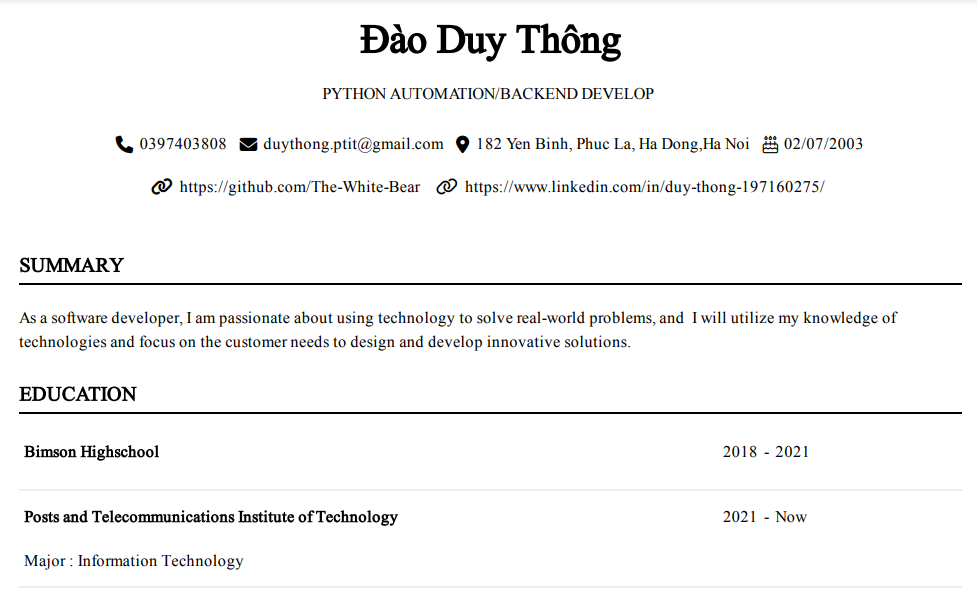 Đào Duy Thông
PYTHON AUTOMATION/BACKEND DEVELOP
0397403808 duythong.ptit@gmail.com 182 Yen Binh, Phuc La, Ha Dong,Ha Noi 02/07/2003
https://github.com/The-White-Bear https://www.linkedin.com/in/duy-thong-197160275/
SUMMARY
As a software developer, I am passionate about using technology to solve real-world problems, and  I will utilize my knowledge of
technologies and focus on the customer needs to design and develop innovative solutions.
EDUCATION
Bimson Highschool 2018 - 2021
Posts and Telecommunications Institute of Technology 2021 - Now
Major : Information Technology